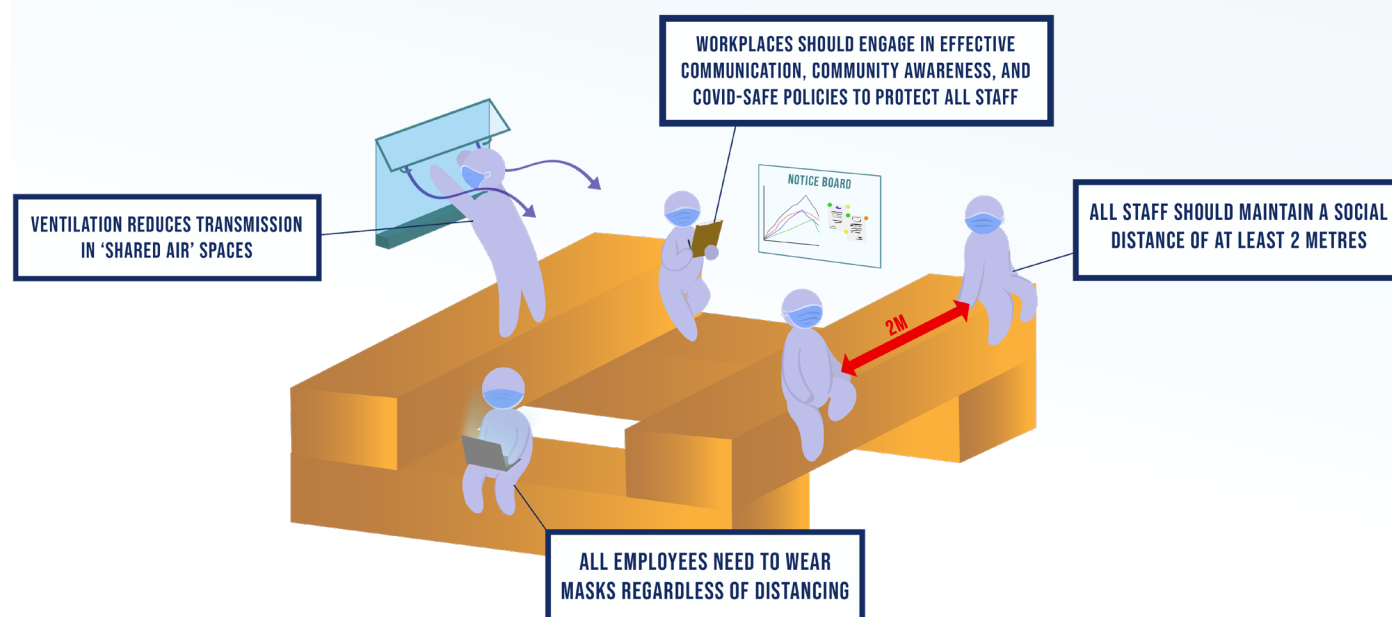 WORKPLACES SHOULD ENGAGE IN EFFECTIVE
COMMUNICATION, COMMUNITY AWARENESS, AND
COVID-SAFE POLICIES TO PROTECT ALL STAFF
NOTICE BOARD
VENTILATION REDUCES TRANSMISSION
IN ‘SHARED AIR’ SPACES
ALL STAFF SHOULD MAINTAIN A SOCIAL
DISTANCE OF AT LEAST 2 METRES
2M
ALL EMPLOYEES NEED TO WEAR
MASKS REGARDLESS OF DISTANCING